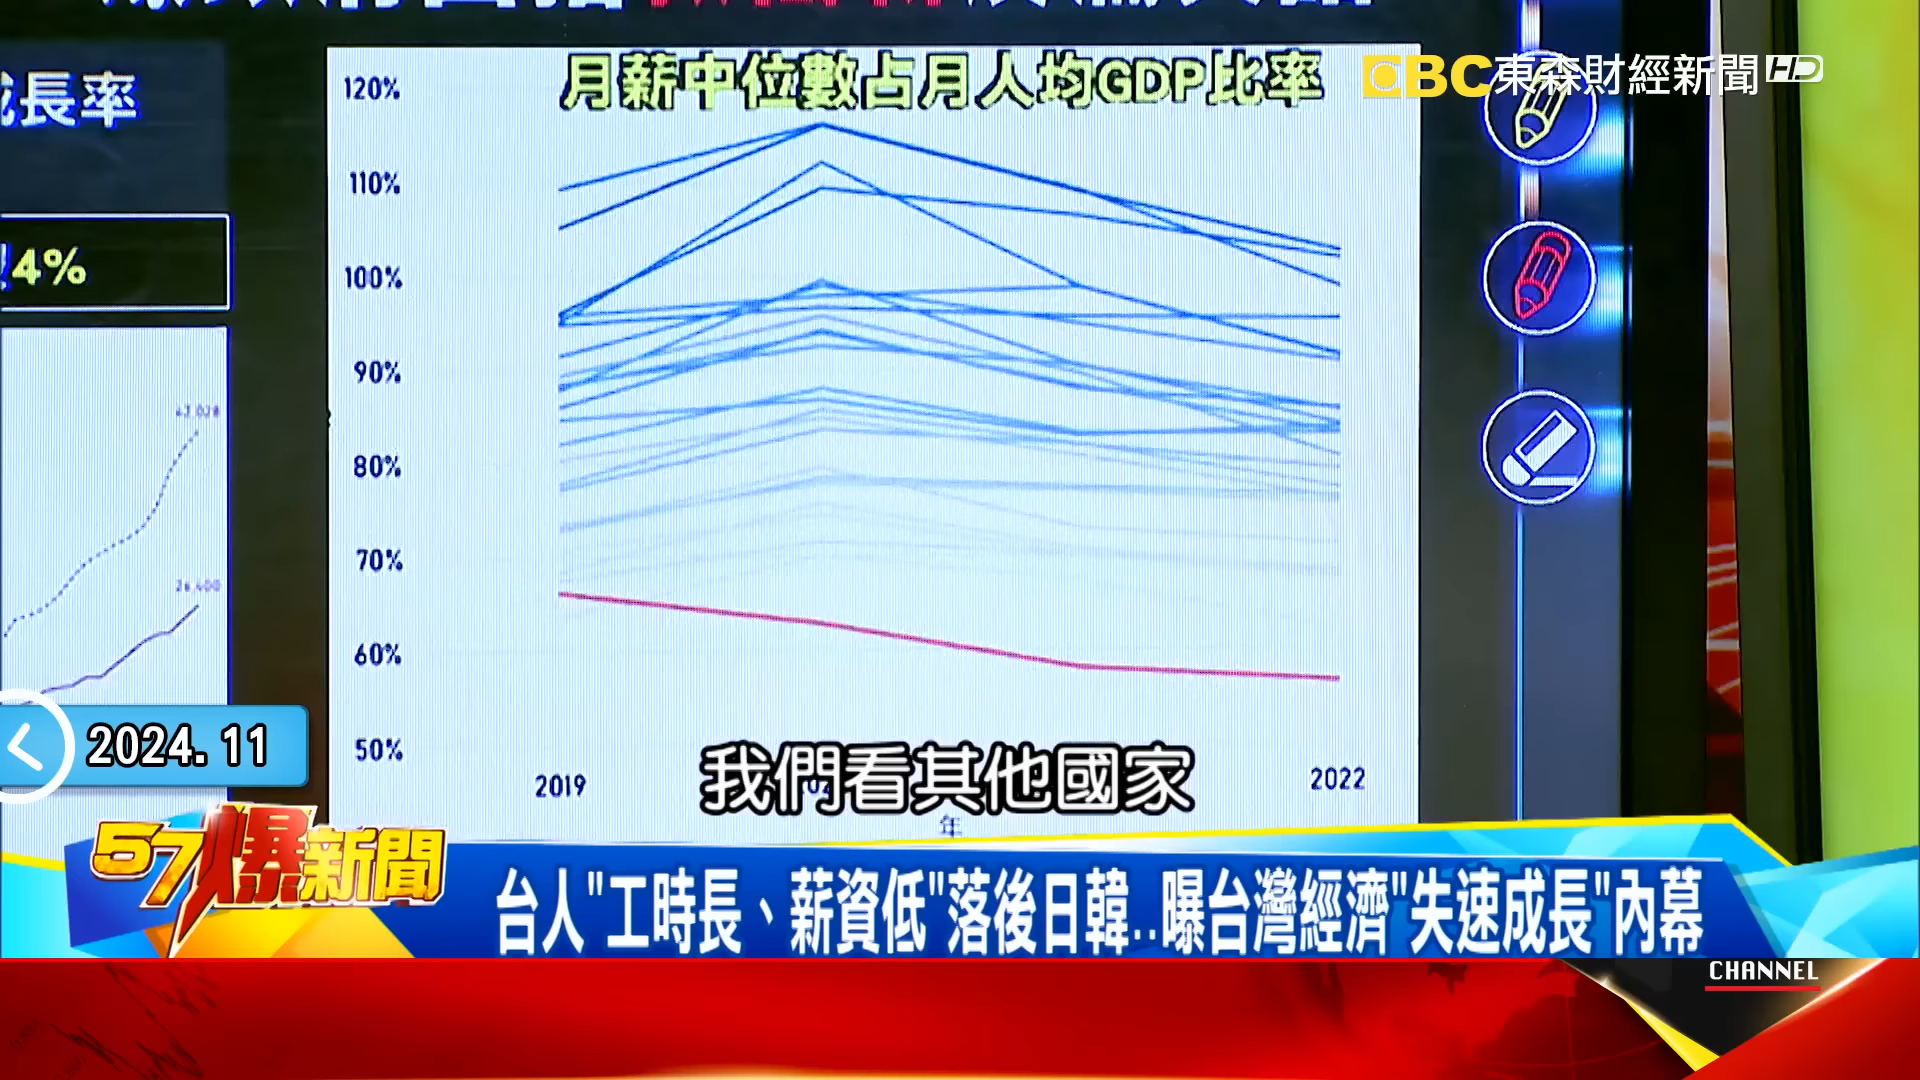 成長率
4%
月薪中位數占月人均GDP比率
EBC東森財經新聞HD
120%
110%
100%
90%
80%
70%
60%
50%
2019
2022
年
26,400
2024.11
我們看其他國家
57爆新聞
台人"工時長、薪資低"落後日韓..曝台灣經濟"失速成長"內幕
CHANNEL